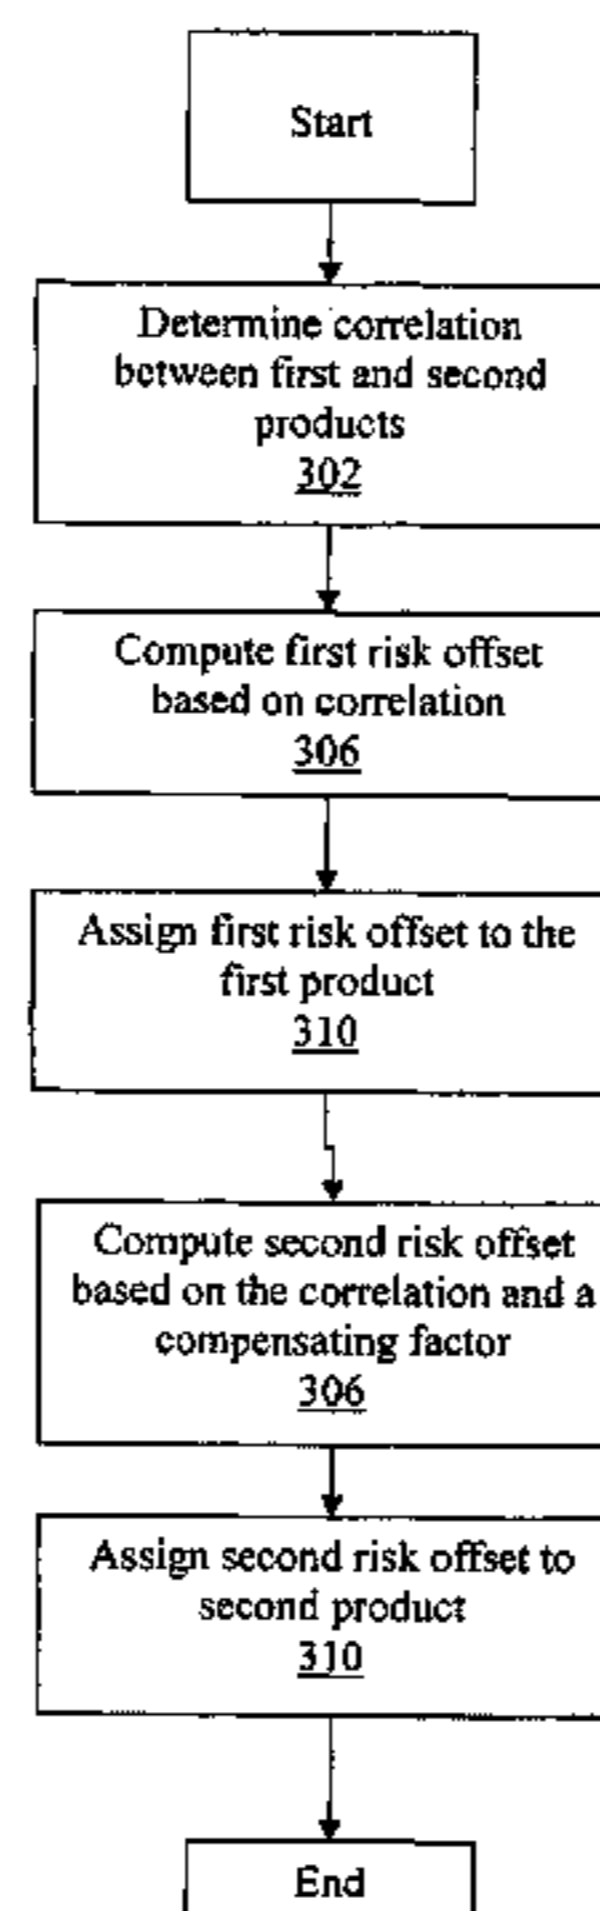 Start
Determine correlation
between first and second
products
302
Compute first risk offset
based on correlation
306
Assign first risk offset to the
first product
310
Compute second risk offset
based on the correlation and a
compensating factor
306
Assign second risk offset to
second product
310
End